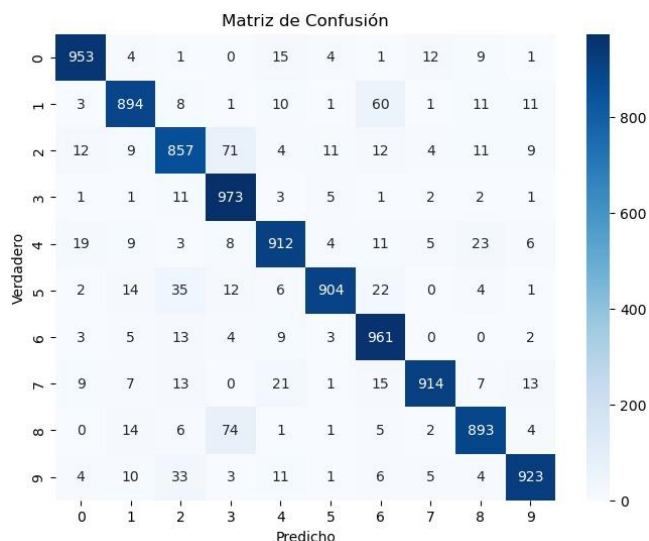 Matriz de Confusión
0 953 4 1 0 15 4 1 12 9 1
1 3 894 8 1 10 1 60 1 11 11
2 12 9 857 71 4 11 12 4 11 9
3 1 1 11 973 3 5 1 2 2 1
4 19 9 3 8 912 4 11 5 23 6
5 2 14 35 12 6 904 22 0 4 1
6 3 5 13 4 9 3 961 0 0 2
7 9 7 13 0 21 1 15 914 7 13
8 0 14 6 74 1 1 5 2 893 4
9 4 10 33 3 11 1 6 5 4 923
0 1 2 3 4 5 6 7 8 9
Predicho
Verdadero
800
600
400
200
0